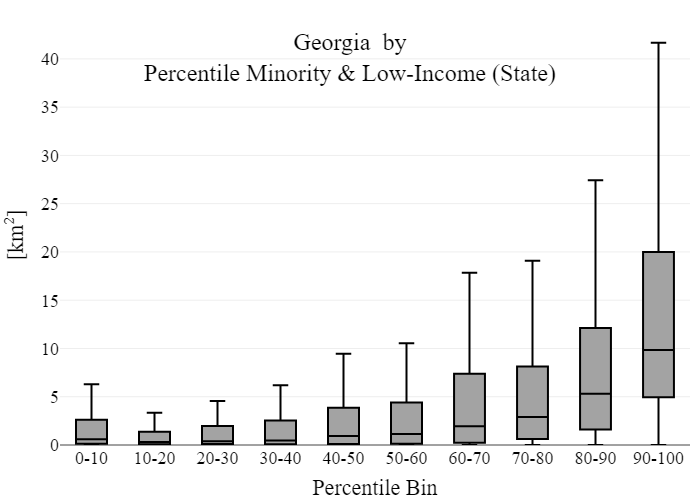 Georgia by
Percentile Minority & Low-Income (State)
40
35
30
25
20
15
10
5
0
[km²]
0-10 10-20 20-30 30-40 40-50 50-60 60-70 70-80 80-90 90-100
Percentile Bin